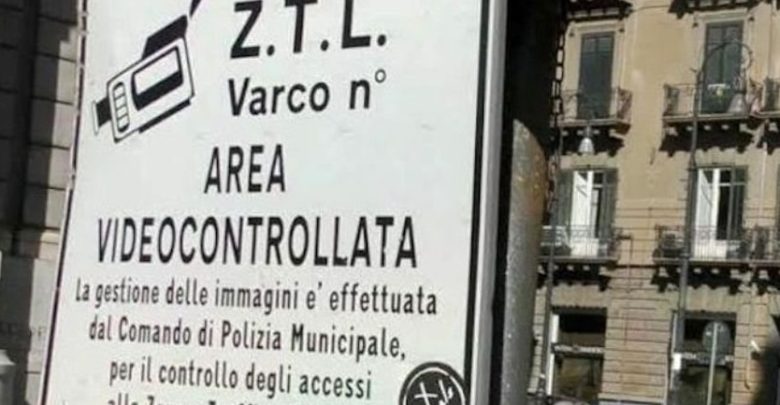 Z.T.L.
Varco n°
AREA
VIDEOCONTROLLATA
La gestione delle immagini e' effettuata
dal Comando di Polizia Municipale,
per il controllo degli accessi